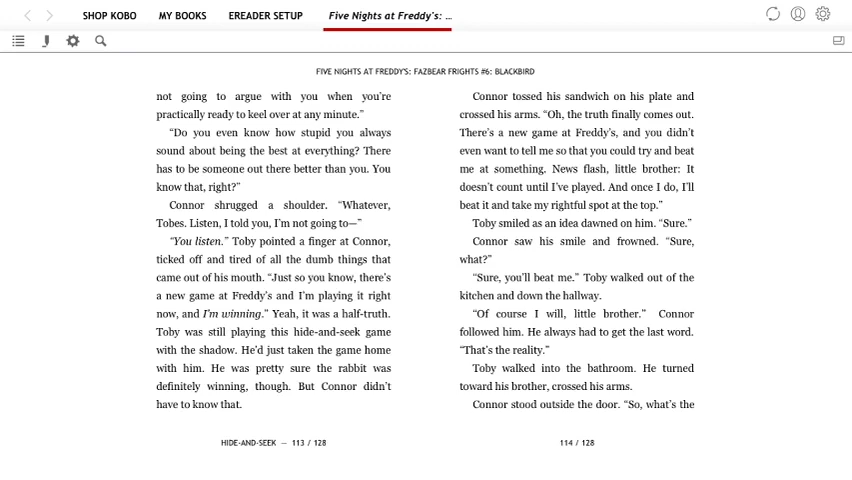 SHOP KOBO
MY BOOKS
EREADER SETUP
Five Nights at Freddy's: ...
FIVE NIGHTS AT FREDDY'S: FAZBEAR FRIGHTS #6: BLACKBIRD
not going to argue with you when you're
practically ready to keel over at any minute.”
“Do you even know how stupid you always
sound about being the best at everything? There
has to be someone out there better than you. You
know that, right?”
Connor shrugged a shoulder. “Whatever,
Tobes. Listen, I told you, I'm not going to—”
“You listen.” Toby pointed a finger at Connor,
ticked off and tired of all the dumb things that
came out of his mouth. “Just so you know, there's
a new game at Freddy's and I'm playing it right
now, and I'm winning.” Yeah, it was a half-truth.
Toby was still playing this hide-and-seek game
with the shadow. He'd just taken the game home
with him. He was pretty sure the rabbit was
definitely winning, though. But Connor didn't
have to know that.
HIDE-AND-SEEK — 113 / 128
Connor tossed his sandwich on his plate and
crossed his arms. “Oh, the truth finally comes out.
There's a new game at Freddy's, and you didn't
even want to tell me so that you could try and beat
me at something. News flash, little brother: It
doesn't count until I've played. And once I do, I'll
beat it and take my rightful spot at the top.”
Toby smiled as an idea dawned on him. “Sure.”
Connor saw his smile and frowned. “Sure,
what?”
“Sure, you'll beat me.” Toby walked out of the
kitchen and down the hallway.
“Of course I will, little brother.” Connor
followed him. He always had to get the last word.
“That's the reality.”
Toby walked into the bathroom. He turned
toward his brother, crossed his arms.
Connor stood outside the door. “So, what's the
114 / 128